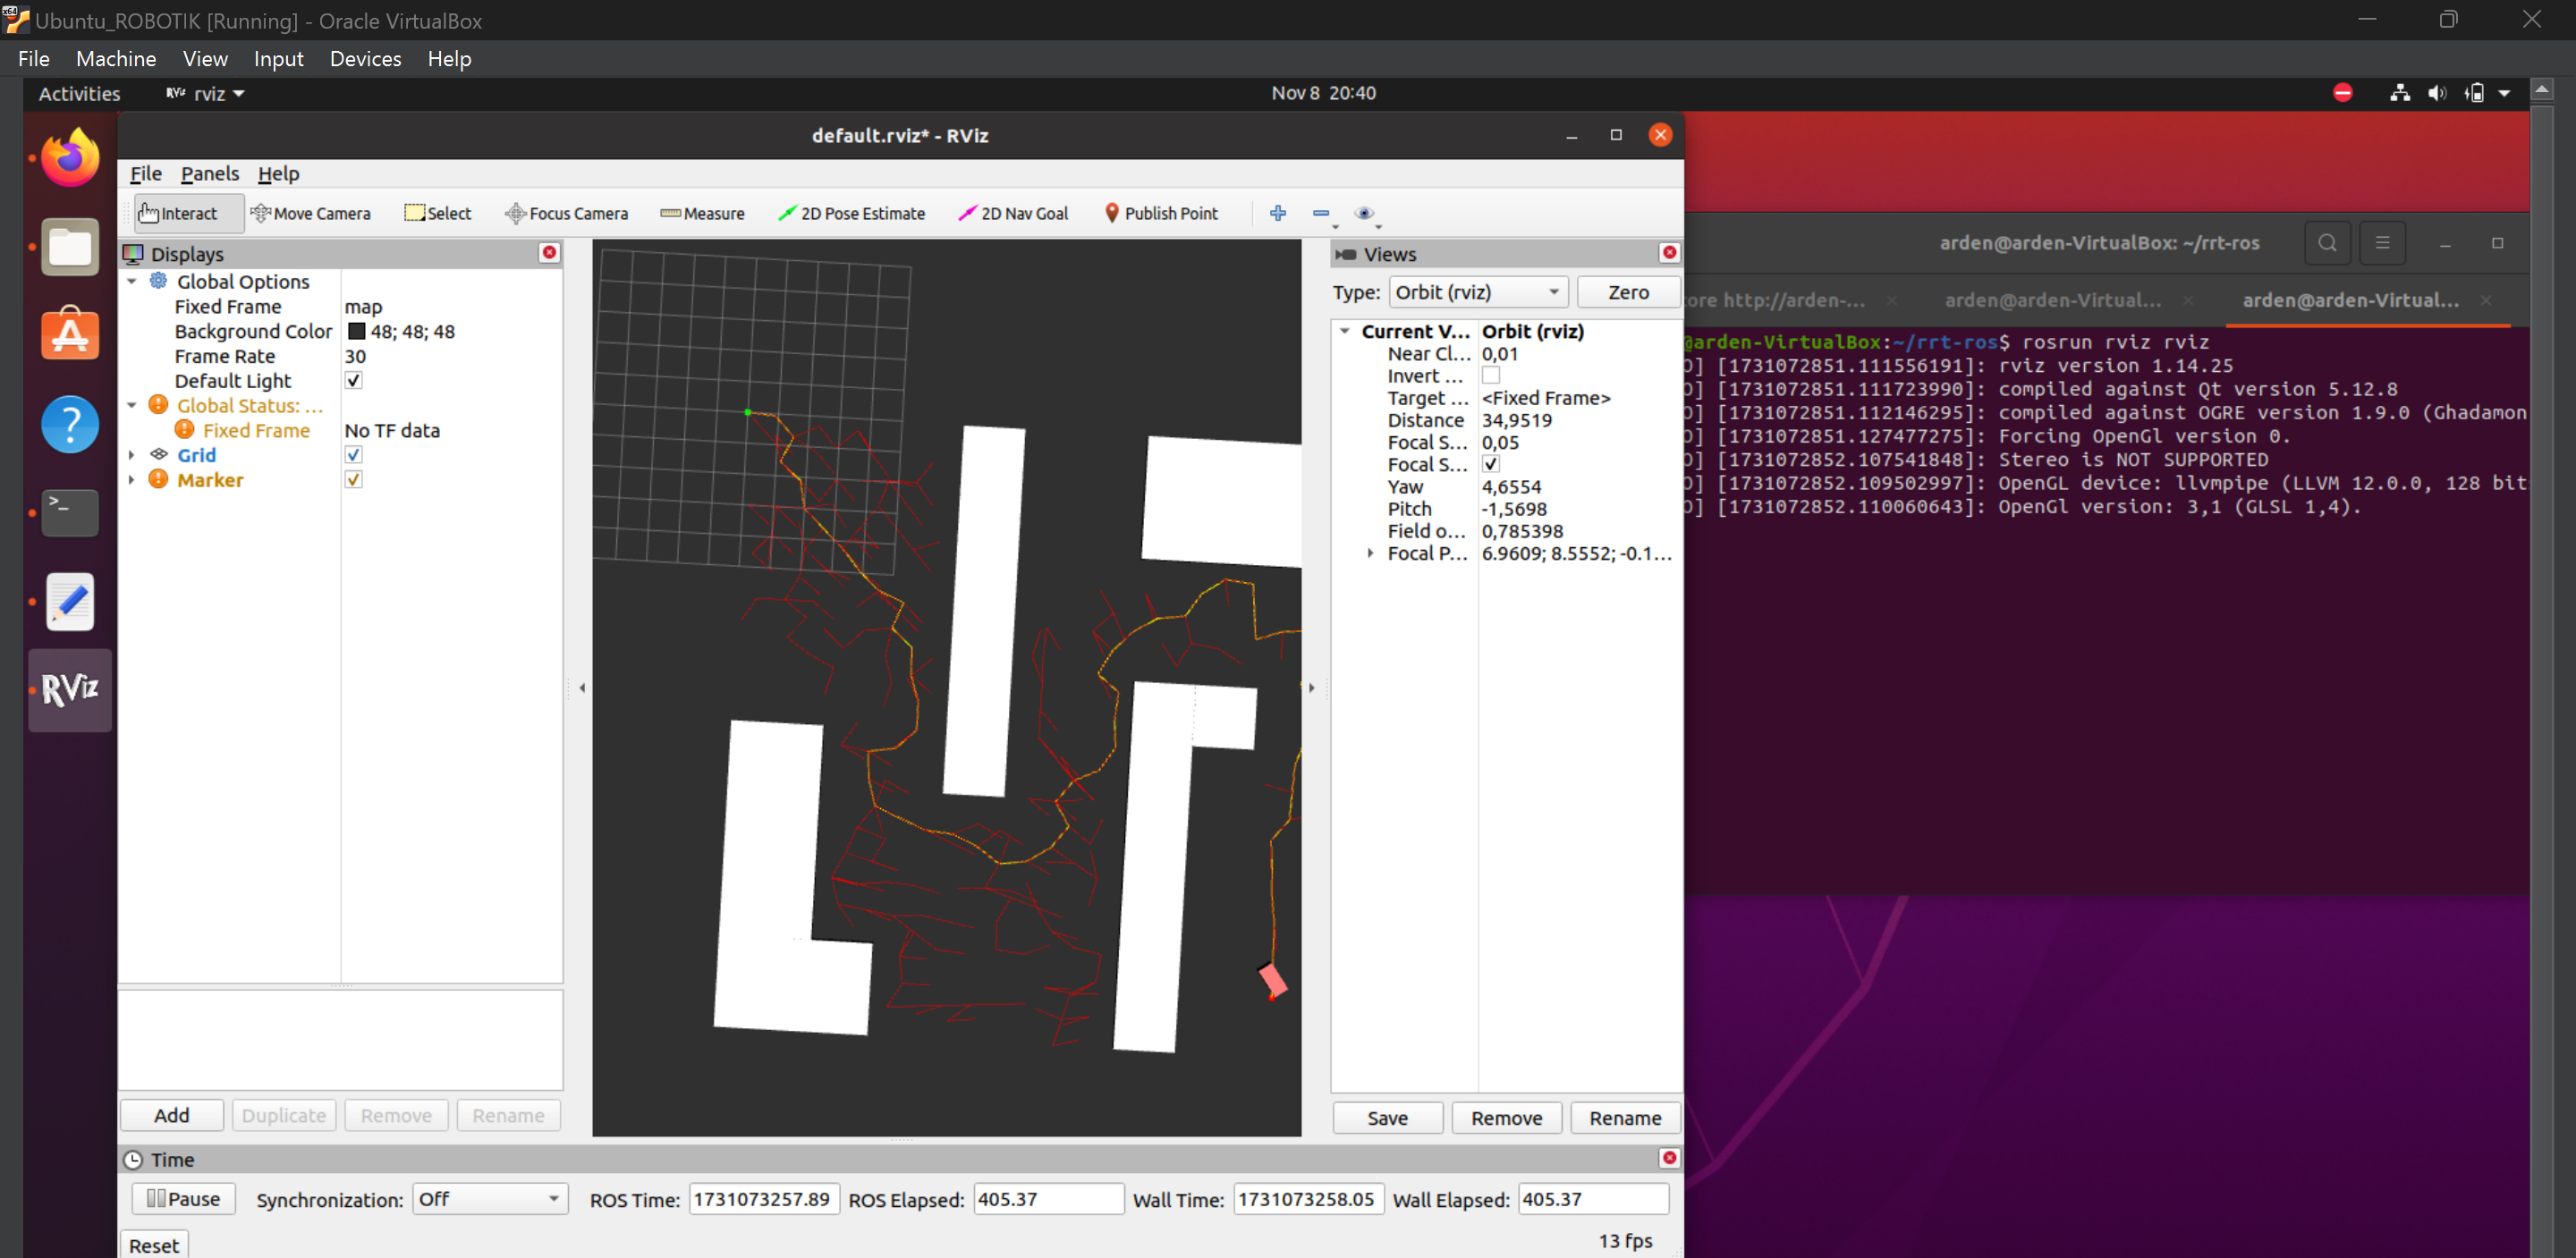 Ubuntu_ROBOTIK [Running] - Oracle VirtualBox
File Machine View Input Devices Help
Activities rviz Nov 8 20:40
default.rviz* - RViz
File Panels Help
Interact Move Camera Select Focus Camera Measure 2D Pose Estimate 2D Nav Goal Publish Point
Displays
Global Options
Fixed Frame map
Background Color 48; 48; 48
Frame Rate 30
Default Light
Global Status: ...
Fixed Frame No TF data
Grid
Marker
Add Duplicate Remove Rename
Views
Type: Orbit (rviz) Zero
Current V... Orbit (rviz)
Near Cl... 0,01
Invert ...
Target ... <Fixed Frame>
Distance 34,9519
Focal S... 0,05
Focal S...
Yaw 4,6554
Pitch -1,5698
Field o... 0,785398
Focal P... 6.9609; 8.5552; -0.1...
Save Remove Rename
Time
Pause Synchronization: Off ROS Time: 1731073257.89 ROS Elapsed: 405.37 Wall Time: 1731073258.05 Wall Elapsed: 405.37
Reset 13 fps
RViz
arden@arden-VirtualBox: ~/rrt-ros
ore http://arden-... arden@arden-Virtual... arden@arden-Virtual...
@arden-VirtualBox:~/rrt-ros$ rosrun rviz rviz
] [1731072851.111556191]: rviz version 1.14.25
] [1731072851.111723990]: compiled against Qt version 5.12.8
] [1731072851.112146295]: compiled against OGRE version 1.9.0 (Ghadamon
] [1731072851.127477275]: Forcing OpenGl version 0.
] [1731072852.107541848]: Stereo is NOT SUPPORTED
] [1731072852.109502997]: OpenGL device: llvmpipe (LLVM 12.0.0, 128 bit
] [1731072852.110060643]: OpenGl version: 3,1 (GLSL 1,4).